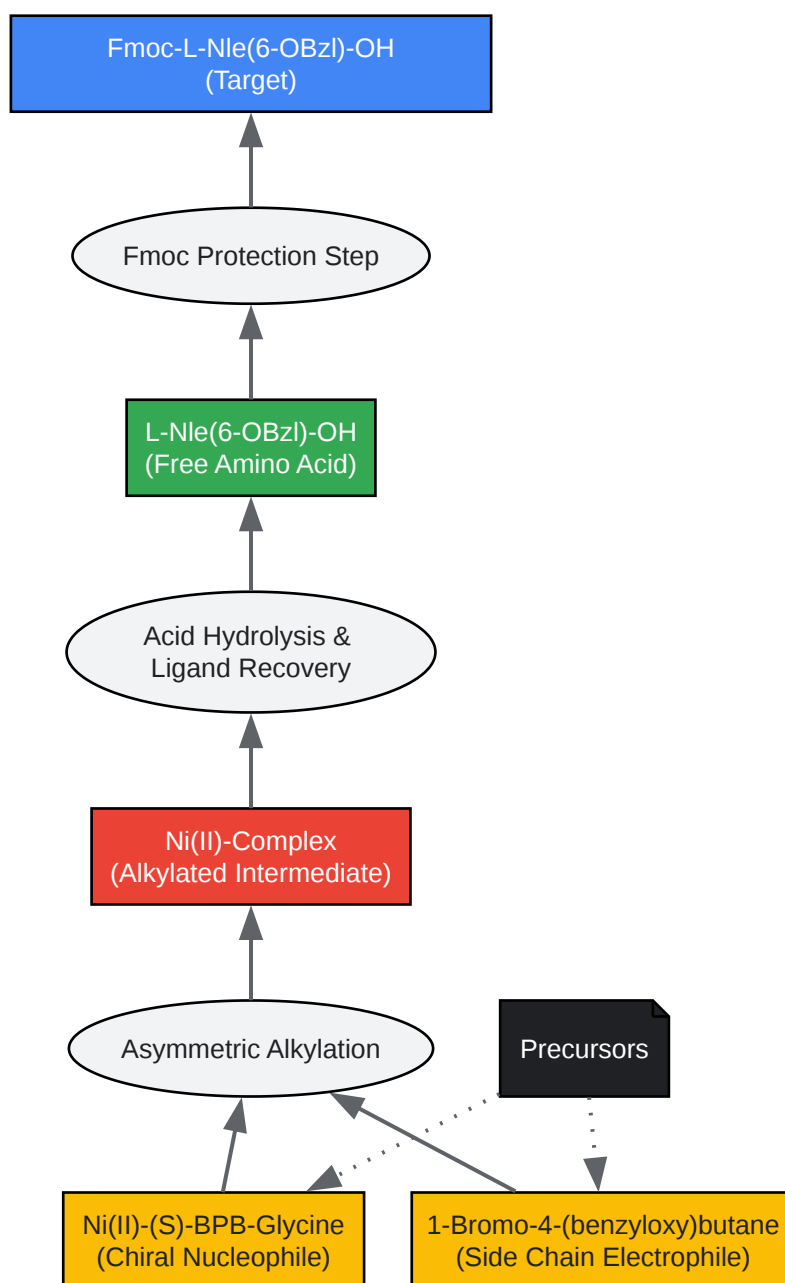 Fmoc-L-Nle(6-OBzl)-OH
(Target)
Fmoc Protection Step
L-Nle(6-OBzl)-OH
(Free Amino Acid)
Acid Hydrolysis &
Ligand Recovery
Ni(II)-Complex
(Alkylated Intermediate)
Asymmetric Alkylation
Precursors
Ni(II)-(S)-BPB-Glycine
(Chiral Nucleophile)
1-Bromo-4-(benzyloxy)butane
(Side Chain Electrophile)